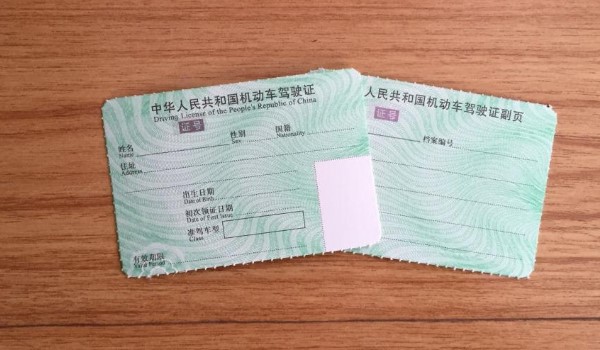 中华人民共和国机动车驾驶证
Driving License of the People's Republic of China
证号
姓名
Name
性别
Sex
国籍
Nationality
住址
Address
出生日期
Date of Birth
初次领证日期
Date of First Issue
准驾车型
Class
有效期限
Valid Period
人民共和国机动车驾驶证副页
证号
档案编号